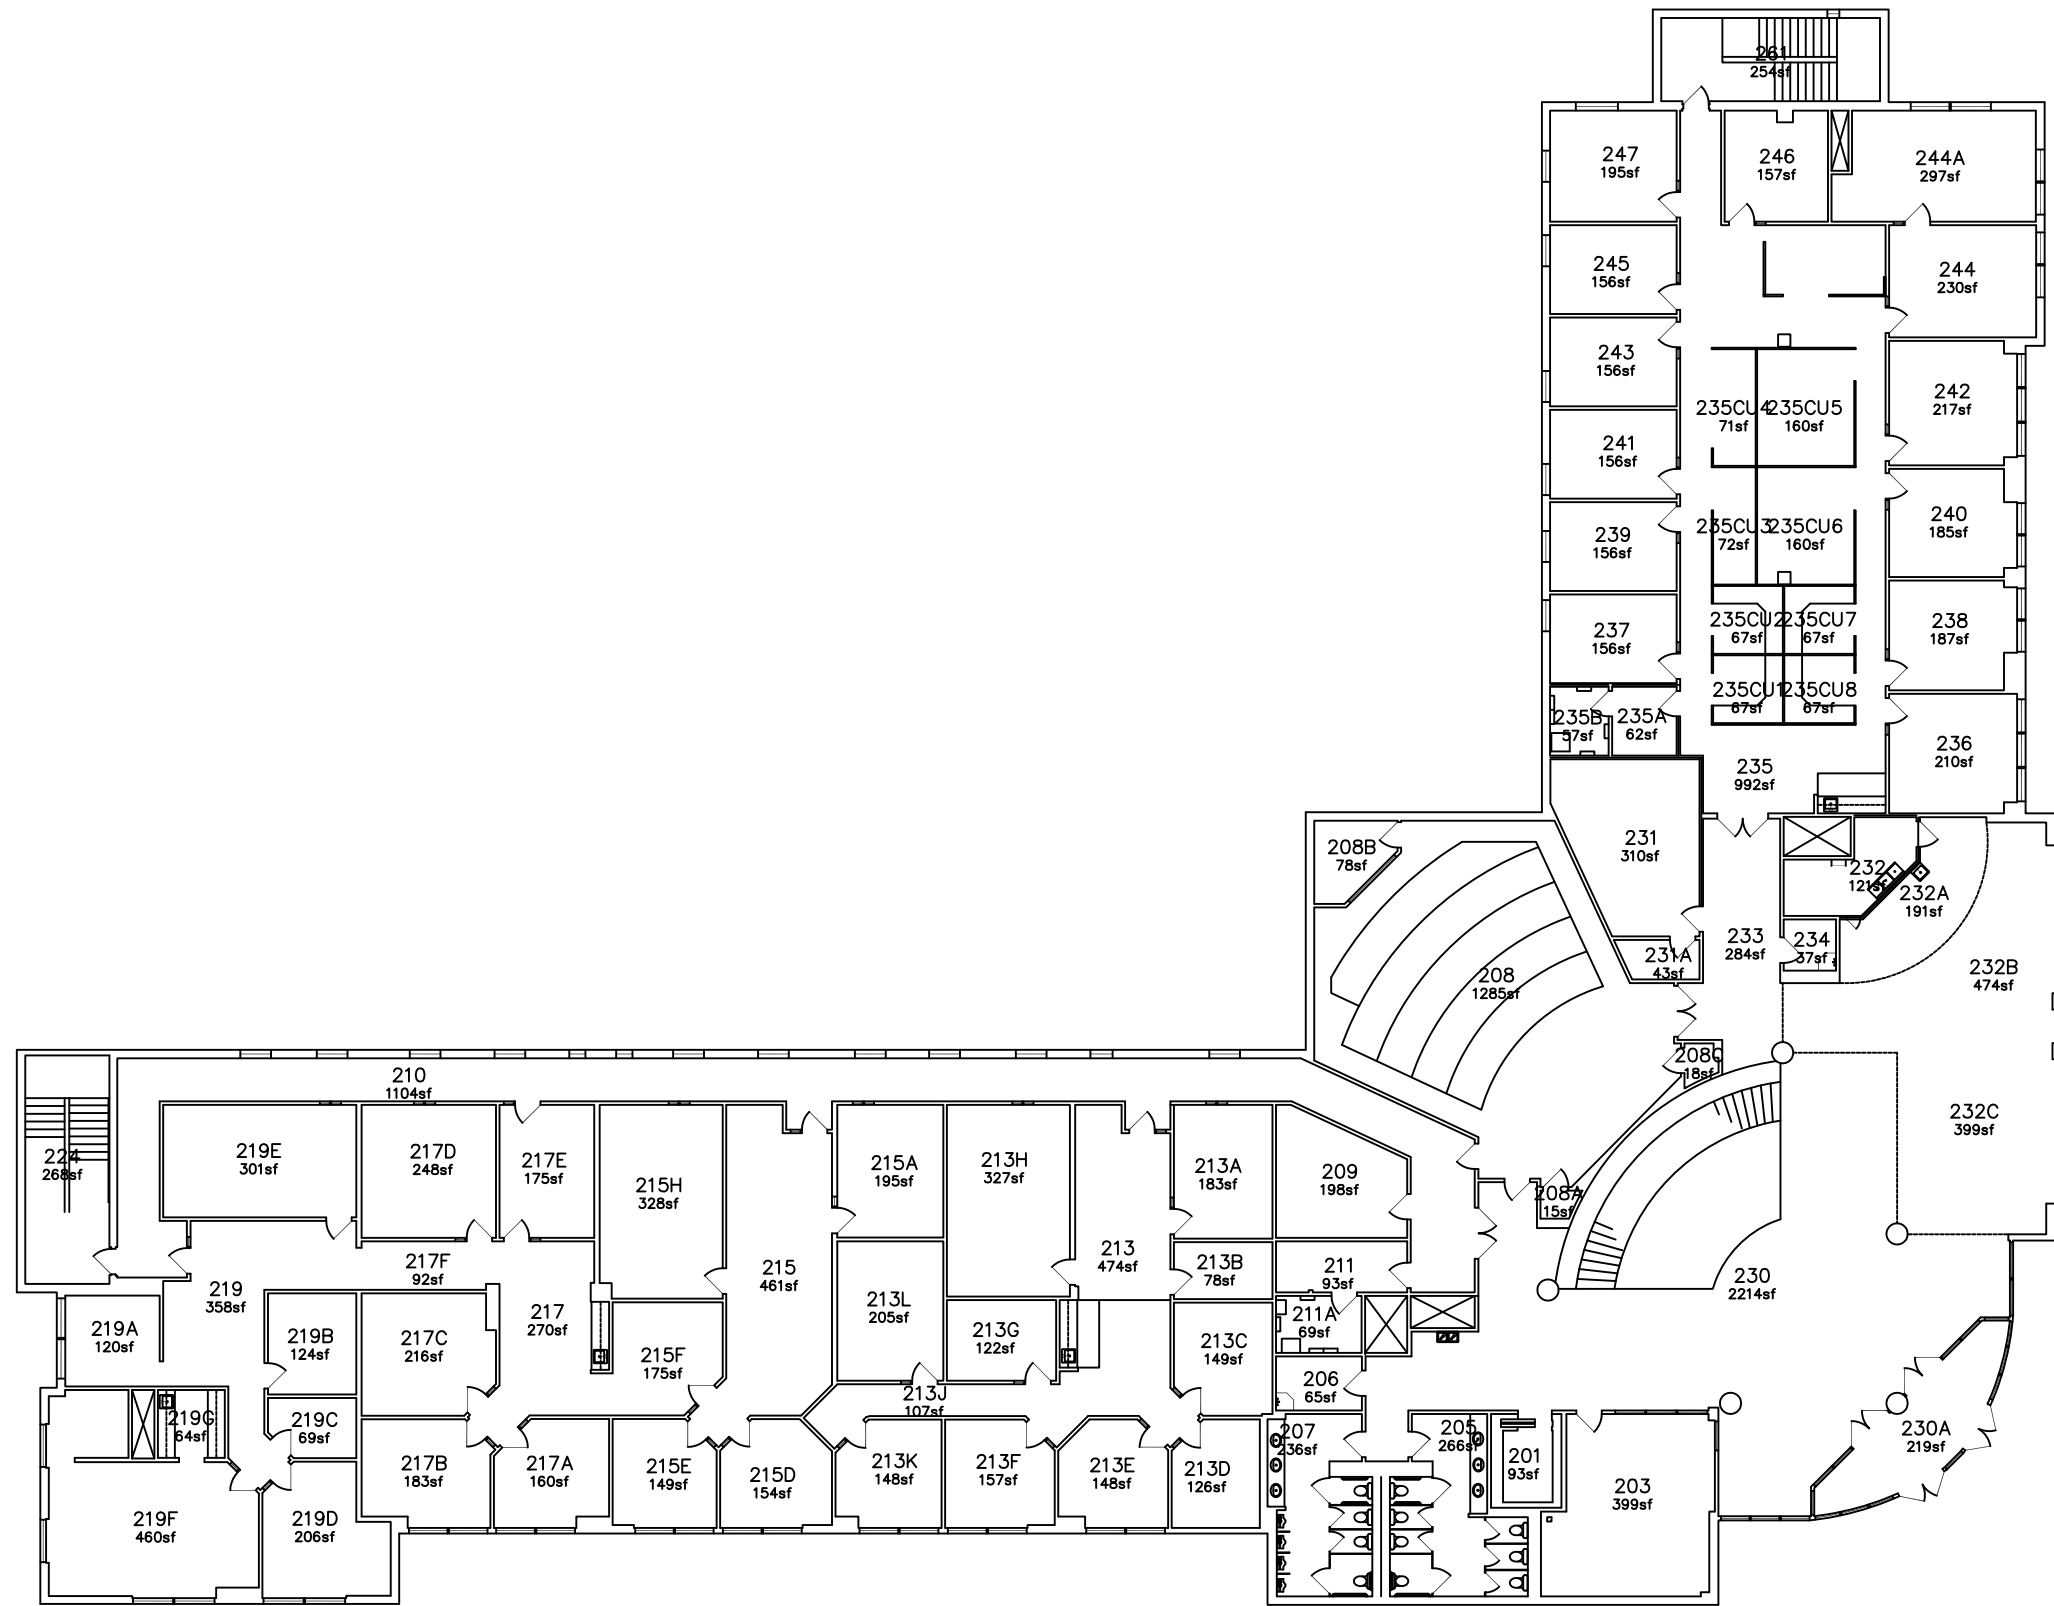 261
254sf
247
195sf
246
157sf
244A
297sf
245
156sf
244
230sf
243
156sf
242
217sf
235CU4
71sf
235CU5
160sf
241
156sf
240
185sf
235CU3
72sf
235CU6
160sf
239
156sf
238
187sf
235CU2
67sf
235CU7
67sf
237
156sf
235CU1
67sf
235CU8
67sf
235B
57sf
235A
62sf
236
210sf
235
992sf
231
310sf
208B
78sf
232
121sf
232A
191sf
233
284sf
234
37sf
231A
43sf
208
1285sf
232B
474sf
208C
18sf
210
1104sf
232C
399sf
224
268sf
219E
301sf
217D
248sf
217E
175sf
215H
328sf
215A
195sf
213H
327sf
213A
183sf
209
198sf
208A
15sf
219
358sf
217F
92sf
215
461sf
213
474sf
213B
78sf
211
93sf
230
2214sf
219A
120sf
219B
124sf
217C
216sf
217
270sf
215F
175sf
213L
205sf
213G
122sf
213C
149sf
211A
69sf
206
65sf
213J
107sf
219G
64sf
219C
69sf
217B
183sf
217A
160sf
215E
149sf
215D
154sf
213K
148sf
213F
157sf
213E
148sf
213D
126sf
207
236sf
205
266sf
201
93sf
203
399sf
230A
219sf
219F
460sf
219D
206sf